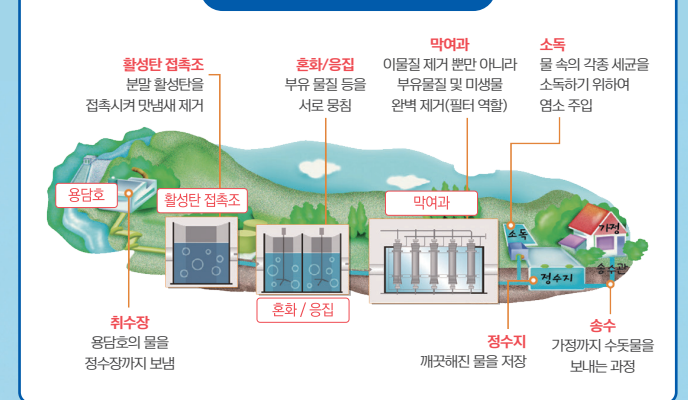 활성탄 접촉조
분말 활성탄을
접촉시켜 맛냄새 제거
혼화/응집
부유 물질 등을
서로 뭉침
막여과
이물질 제거 뿐만 아니라
부유물질 및 미생물
완벽 제거(필터 역할)
소독
물 속의 각종 세균을
소독하기 위하여
염소 주입
용담호
활성탄 접촉조
막여과
소독
가정
정수지
송수관
혼화 / 응집
취수장
용담호의 물을
정수장까지 보냄
정수지
깨끗해진 물을 저장
송수
가정까지 수돗물을
보내는 과정